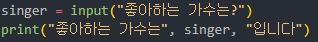 singer = input("좋아하는 가수는?")
print("좋아하는 가수는", singer, "입니다")